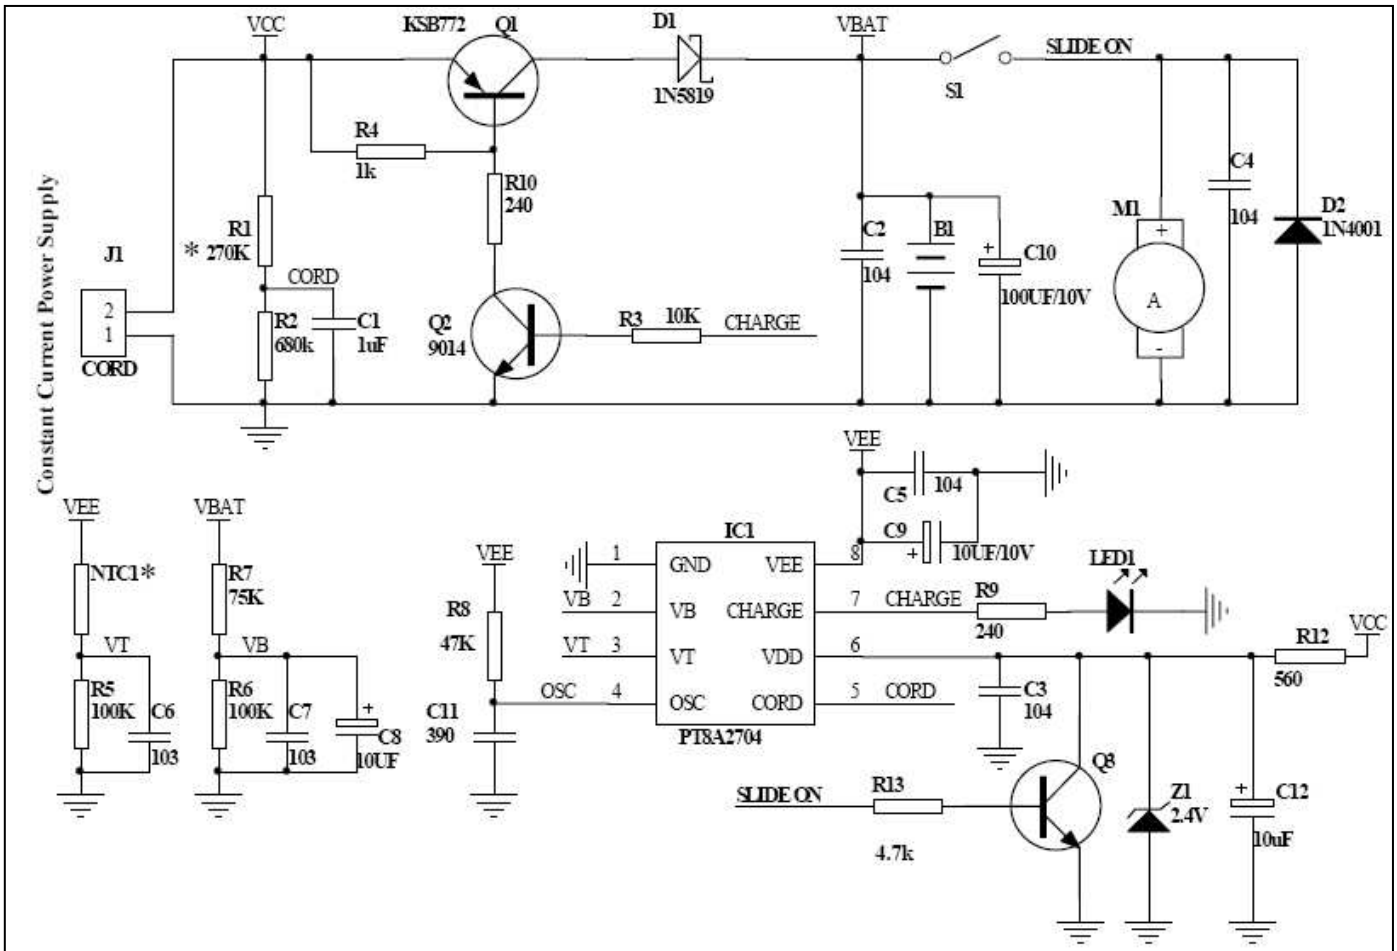 VCC
KSB772
Q1
D1
1N5819
VBAT
SLIDE ON
S1
R4
1k
R10
240
R1
* 270K
CORD
J1
2
1
CORD
R2
680k
C1
1uF
Q2
9014
R3
10K
CHARGE
C2
104
B1
C10
100UF/10V
M1
+
A
-
C4
104
D2
1N4001
Constant Current Power Supply
VEE
NTC1*
VT
R5
100K
C6
103
VBAT
R7
75K
VB
R6
100K
C7
103
+
C8
10UF
VEE
R8
47K
OSC
C11
390
IC1
1
GND
VB
2
VB
VT
3
VT
4
OSC
VEE
8
CHARGE
7
CHARGE
VDD
6
CORD
5
CORD
PT8A2704
VEE
C5
104
C9
+
10UF/10V
R9
240
LED1
VCC
R12
560
C3
104
SLIDE ON
R13
4.7k
Q3
Z1
2.4V
+
C12
10uF